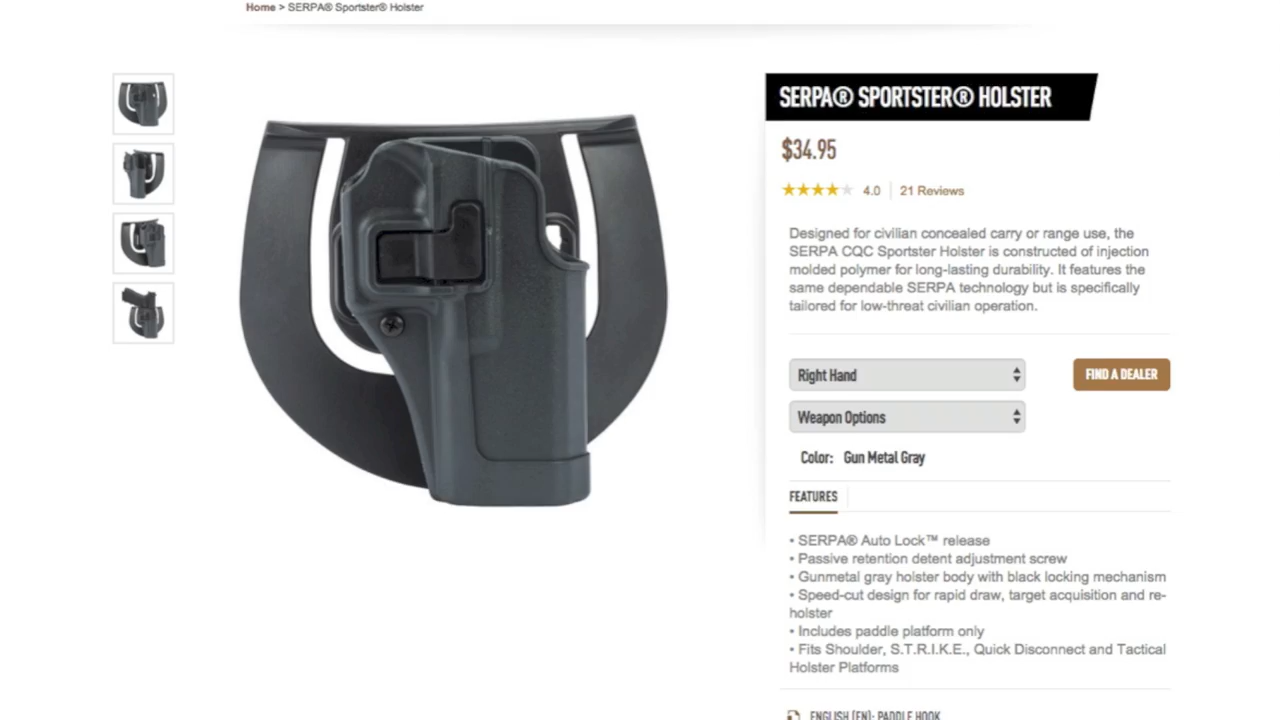 Home > SERPA® Sportster® Holster
SERPA® SPORTSTER® HOLSTER
$34.95
4.0 21 Reviews
Designed for civilian concealed carry or range use, the
SERPA CQC Sportster Holster is constructed of injection
molded polymer for long-lasting durability. It features the
same dependable SERPA technology but is specifically
tailored for low-threat civilian operation.
Right Hand
FIND A DEALER
Weapon Options
Color: Gun Metal Gray
FEATURES
• SERPA® Auto Lock™ release
• Passive retention detent adjustment screw
• Gunmetal gray holster body with black locking mechanism
• Speed-cut design for rapid draw, target acquisition and re-
holster
• Includes paddle platform only
• Fits Shoulder, S.T.R.I.K.E., Quick Disconnect and Tactical
Holster Platforms
ENGLISH (EN): PADDLE HOOK